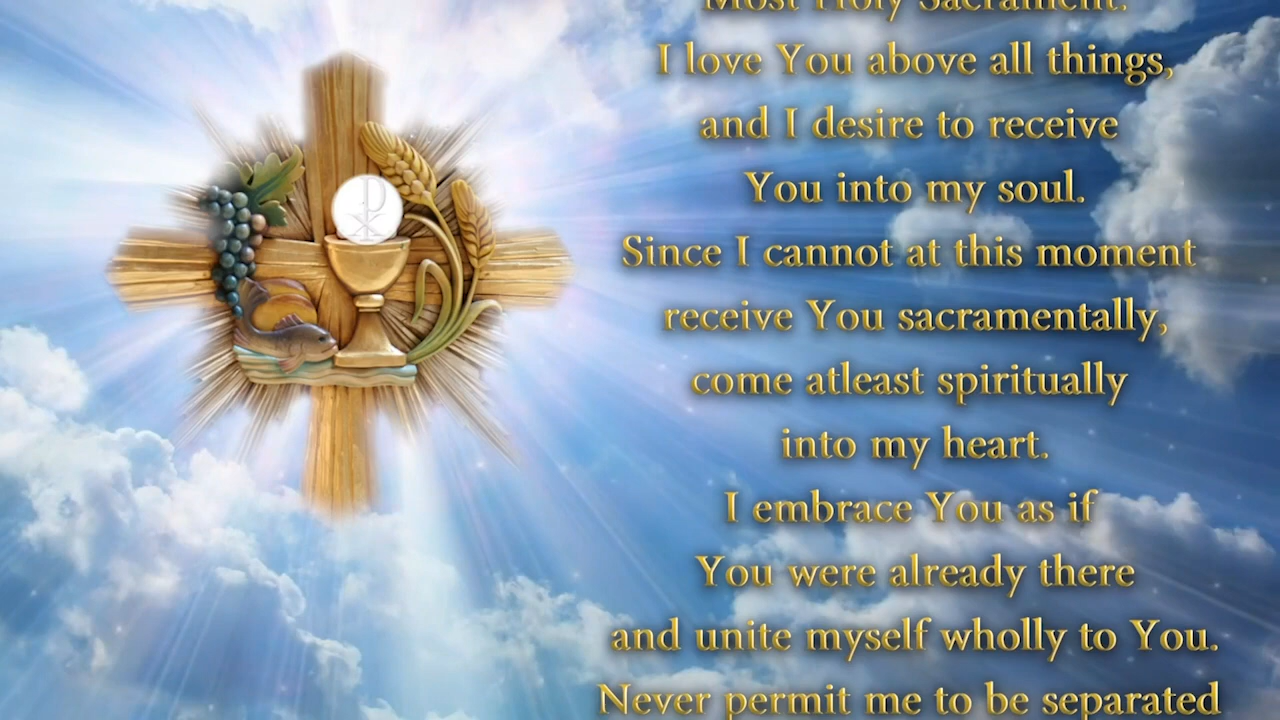 Most Holy Sacrament.
I love You above all things,
and I desire to receive
You into my soul.
Since I cannot at this moment
receive You sacramentally,
come atleast spiritually
into my heart.
I embrace You as if
You were already there
and unite myself wholly to You.
Never permit me to be separated